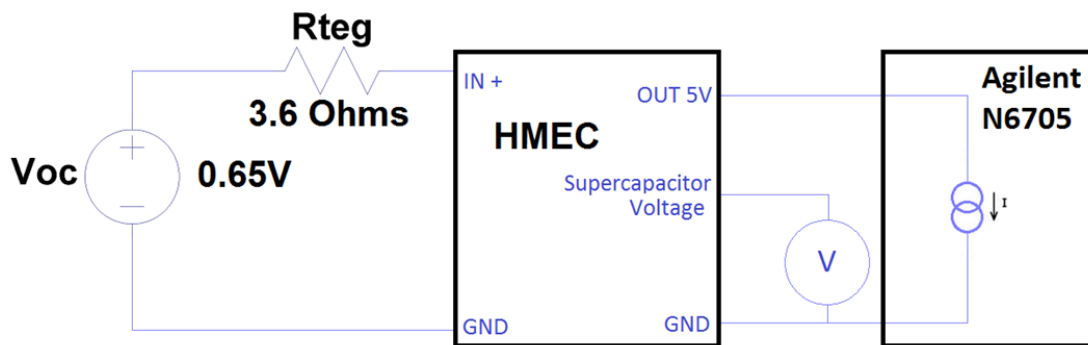 Rteg
3.6 Ohms
Voc
+
−
0.65V
IN +
GND
HMEC
OUT 5V
Supercapacitor
Voltage
GND
V
Agilent
N6705
I